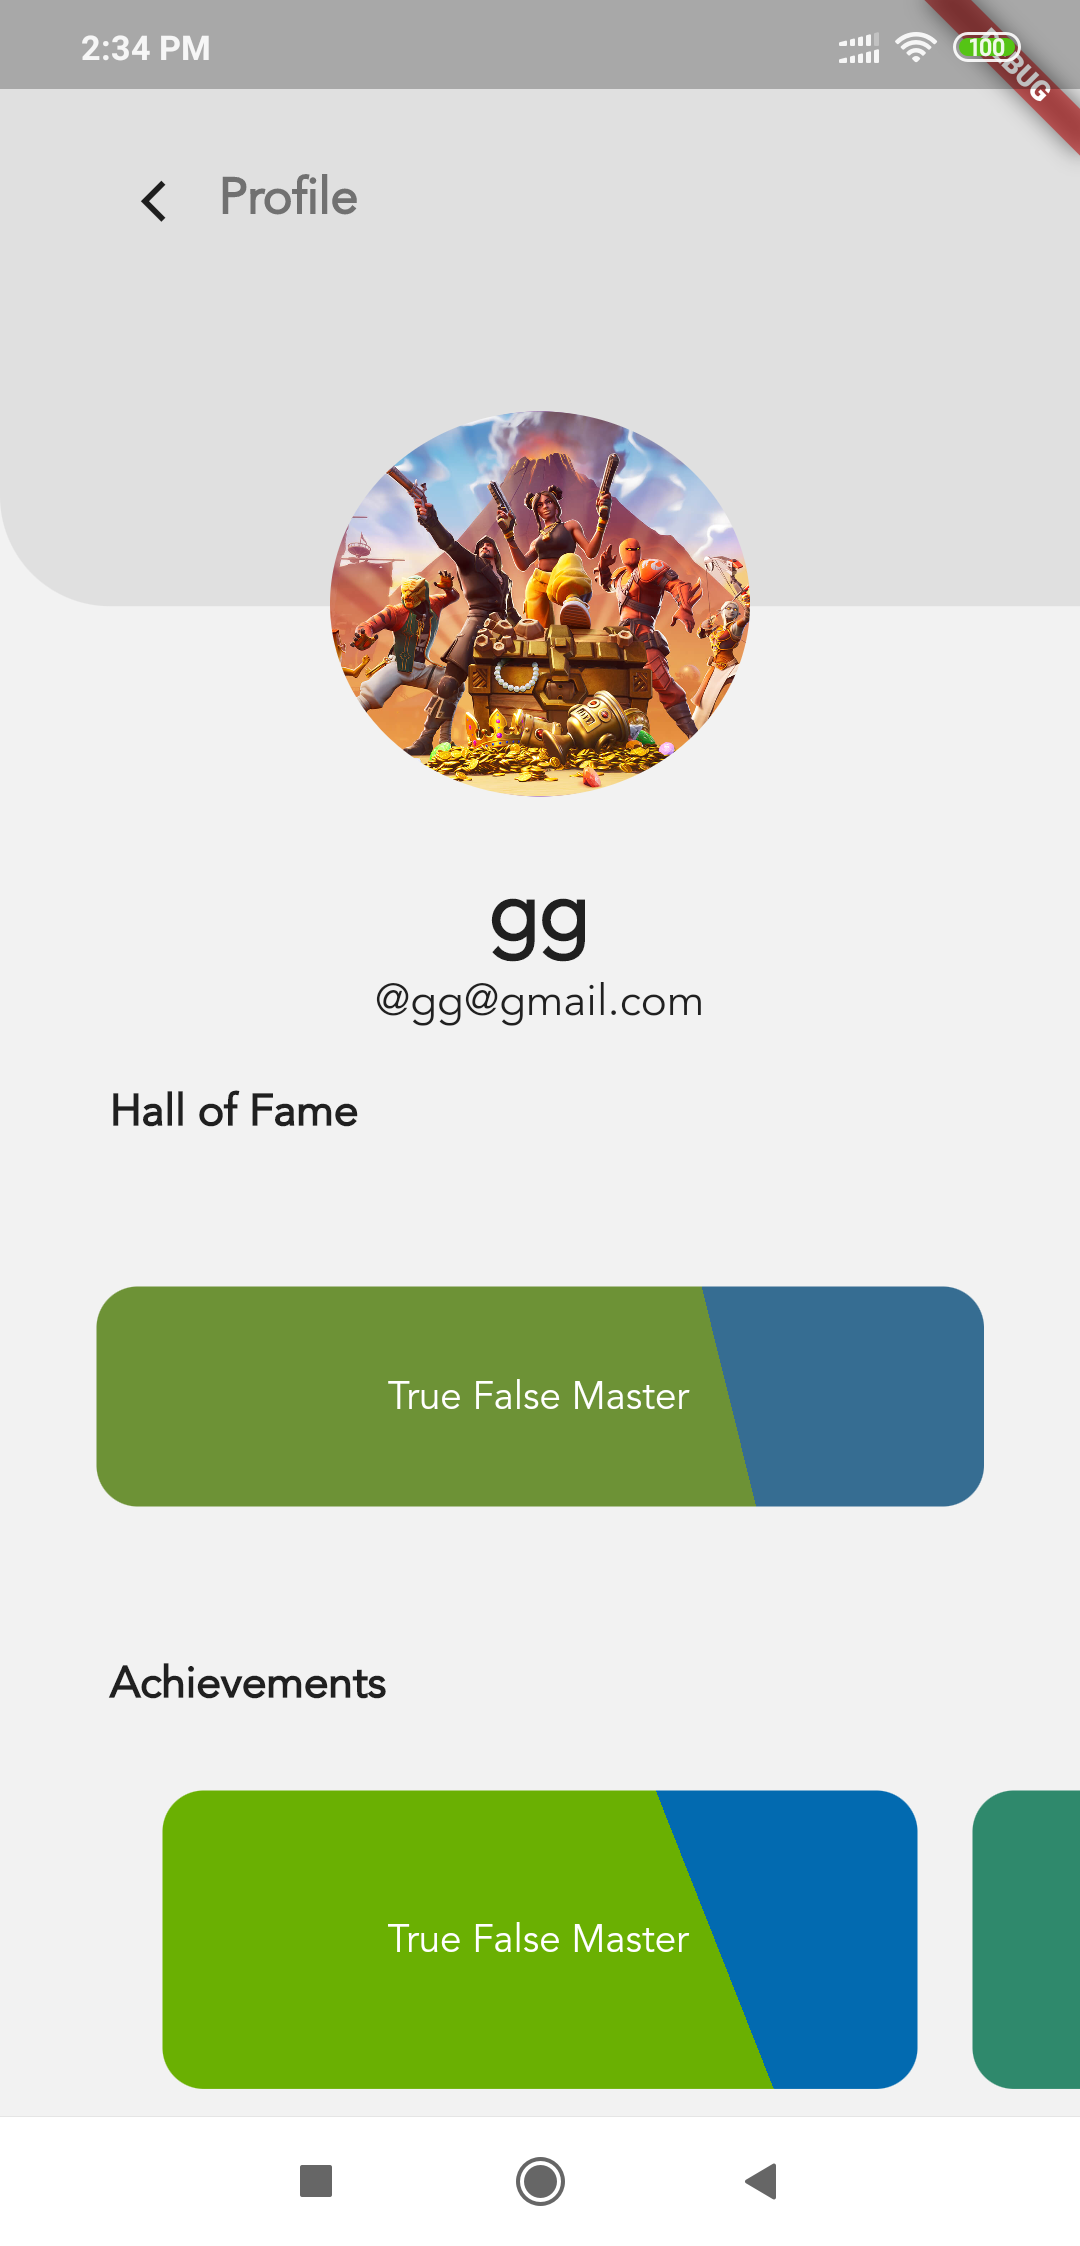 2:34 PM
100
DEBUG
Profile
gg
@gg@gmail.com
Hall of Fame
True False Master
Achievements
True False Master